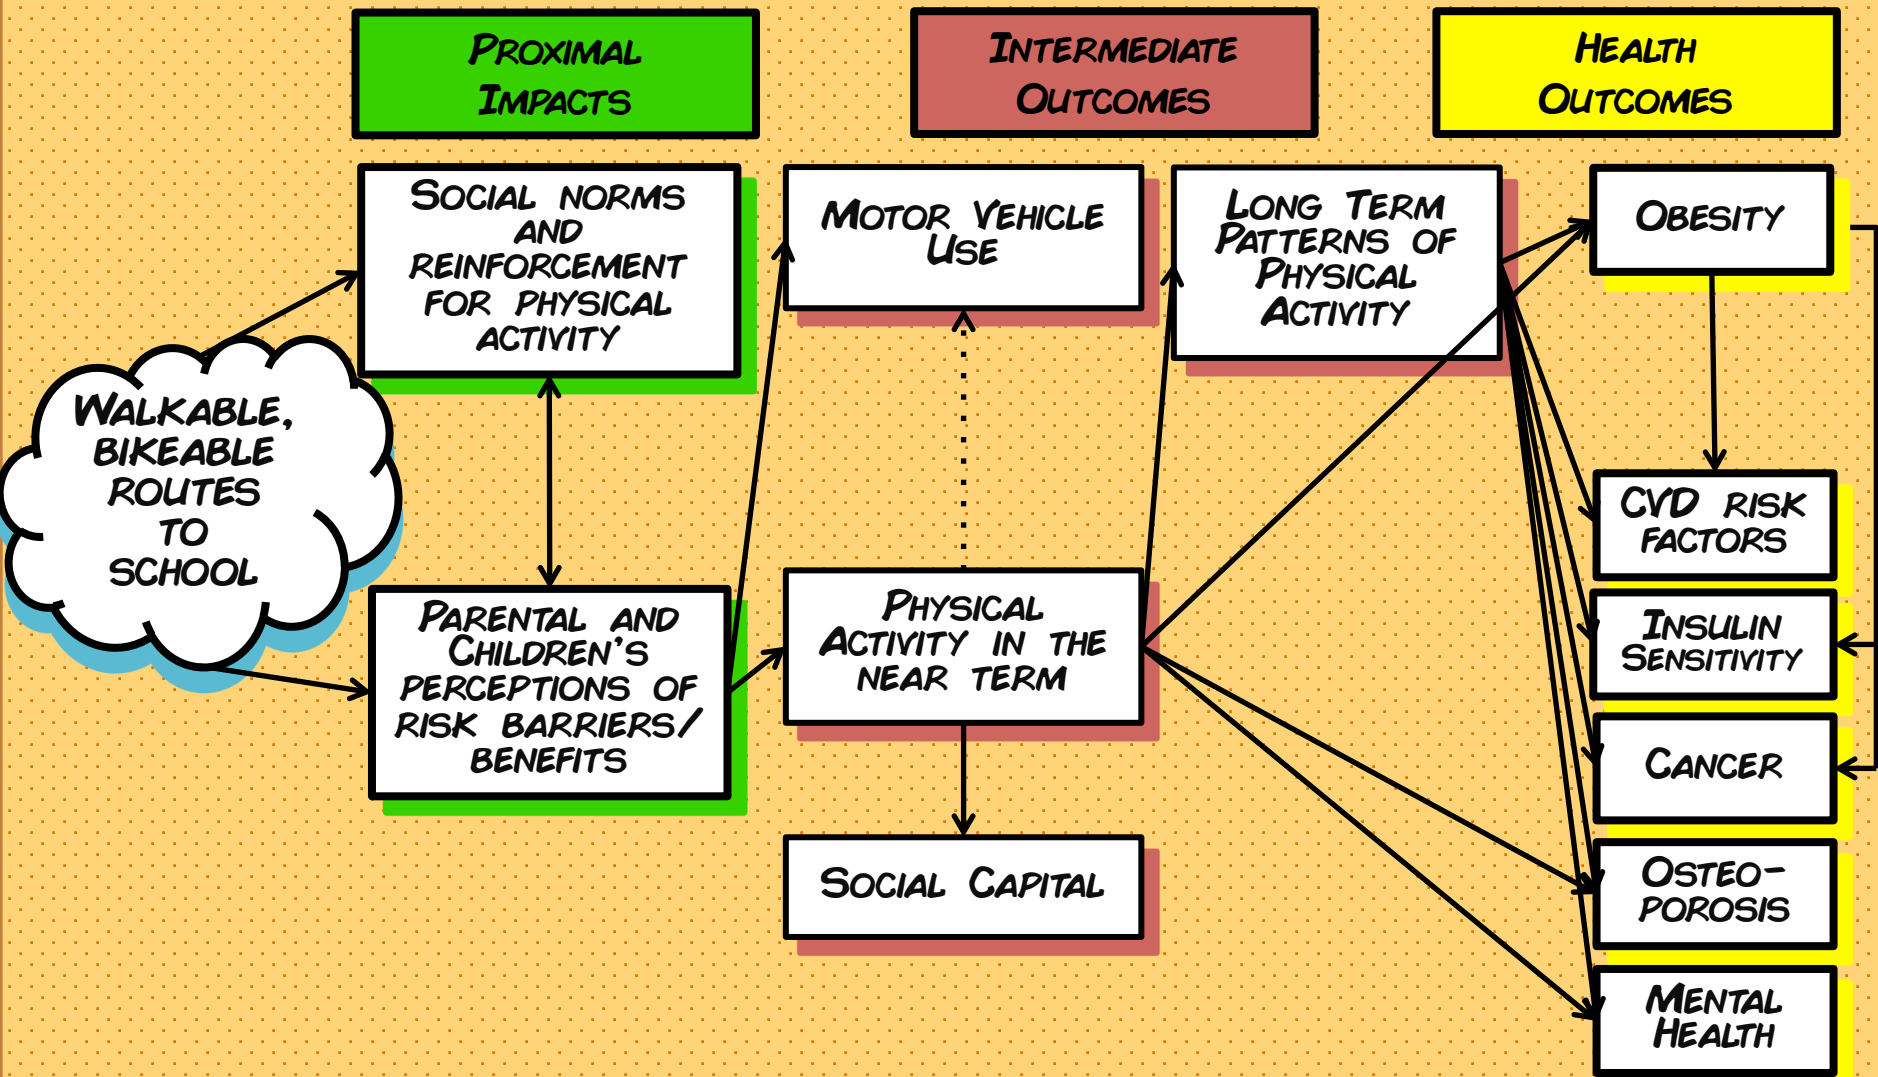 Proximal
Impacts
Intermediate
Outcomes
Health
Outcomes
Walkable,
bikeable
routes
to
school
Social norms
and
reinforcement
for physical
activity
Parental and
Children's
perceptions of
risk barriers/
benefits
Motor Vehicle
Use
Physical
Activity in the
near term
Social Capital
Long Term
Patterns of
Physical
Activity
Obesity
CVD risk
factors
Insulin
Sensitivity
Cancer
Osteo-
porosis
Mental
Health